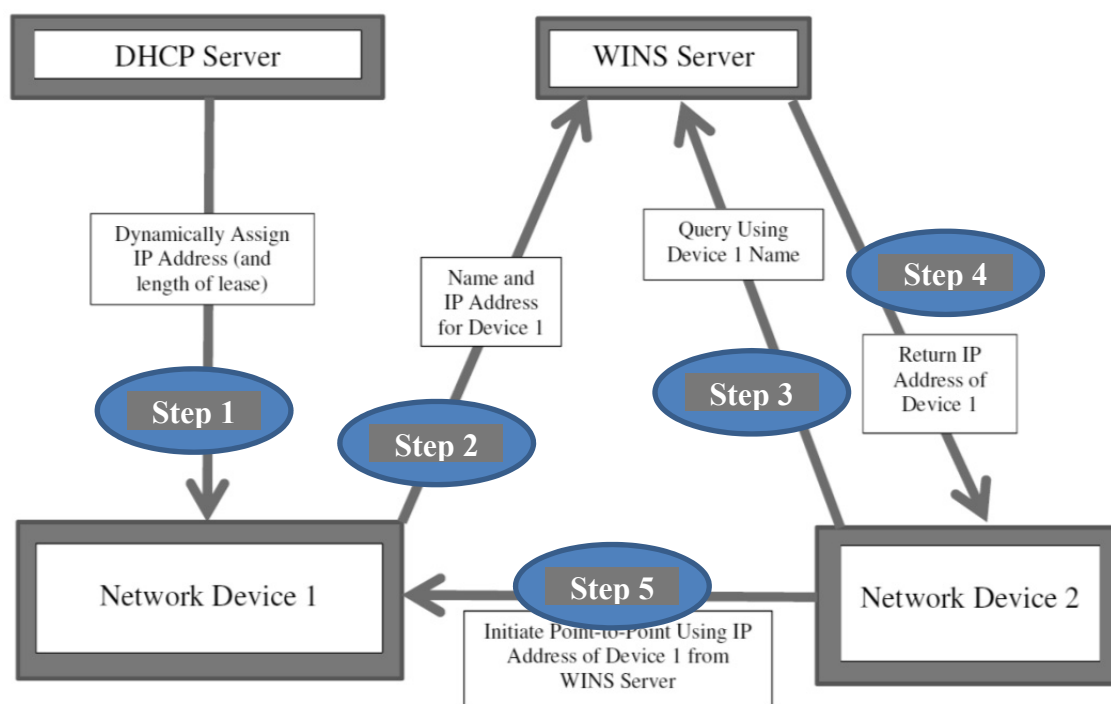 DHCP Server
WINS Server
Dynamically Assign
IP Address (and
length of lease)
Step 1
Name and
IP Address
for Device 1
Step 2
Query Using
Device 1 Name
Step 3
Step 4
Return IP
Address of
Device 1
Network Device 1
Step 5
Initiate Point-to-Point Using IP
Address of Device 1 from
WINS Server
Network Device 2